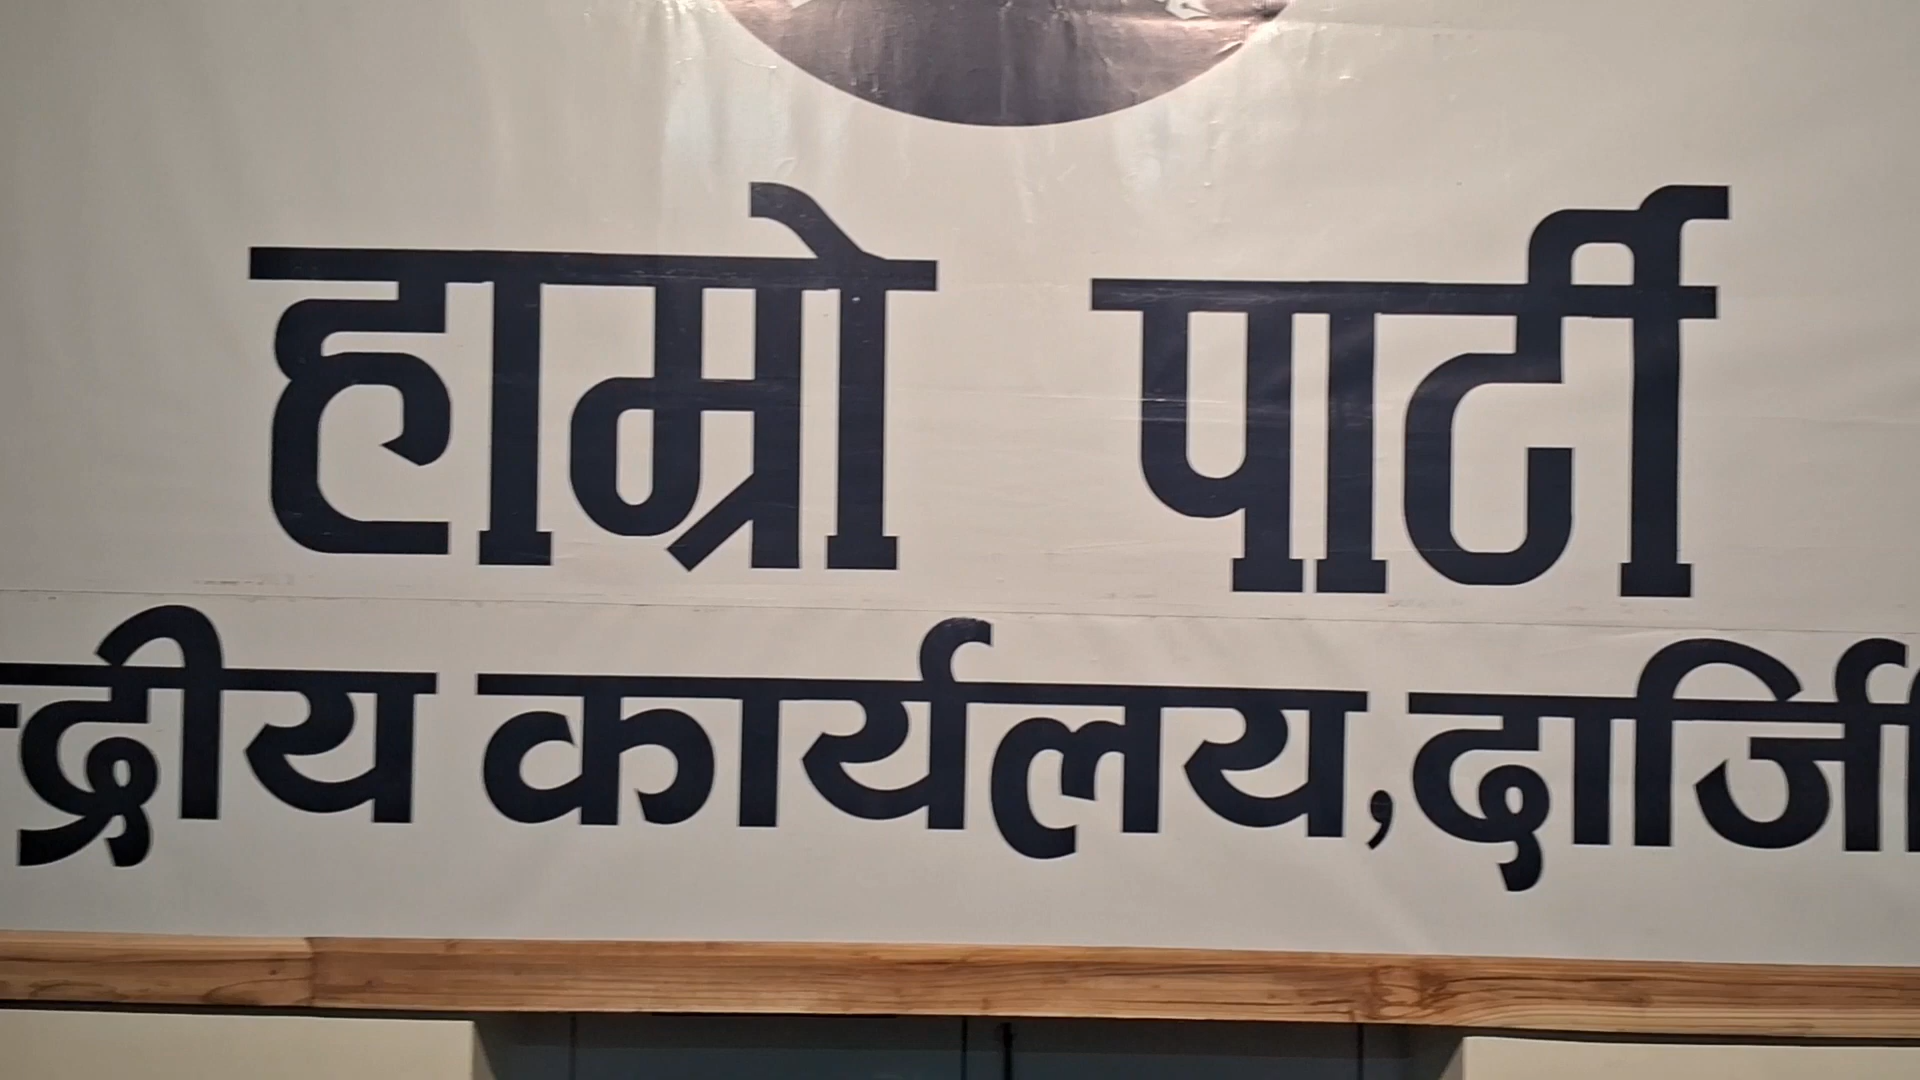 हाम्रो पार्टी
न्द्रीय कार्यलय, दार्जि